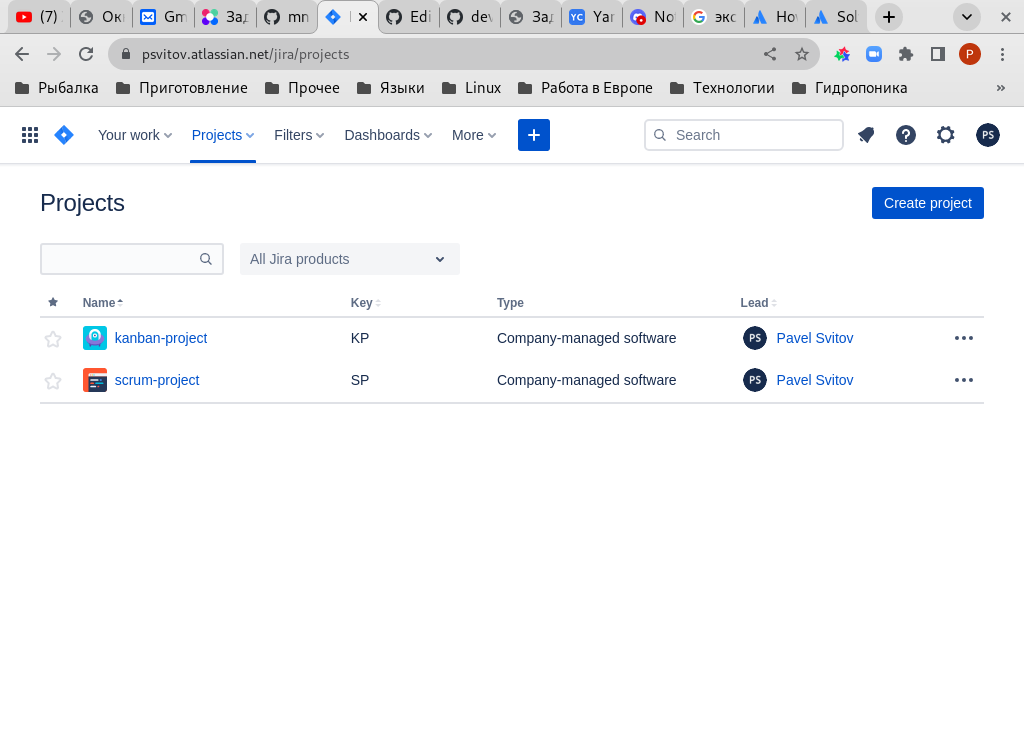 (7) Ок Gm Зад mn Edi dev Зад YC Yan Nov эко Hov Sol
psvitov.atlassian.net/jira/projects P
Рыбалка Приготовление Прочее Языки Linux Работа в Европе Технологии Гидропоника »
Your work Projects Filters Dashboards More + Search ? PS
Projects Create project
All Jira products
Name Key Type Lead
kanban-project KP Company-managed software PS Pavel Svitov
scrum-project SP Company-managed software PS Pavel Svitov